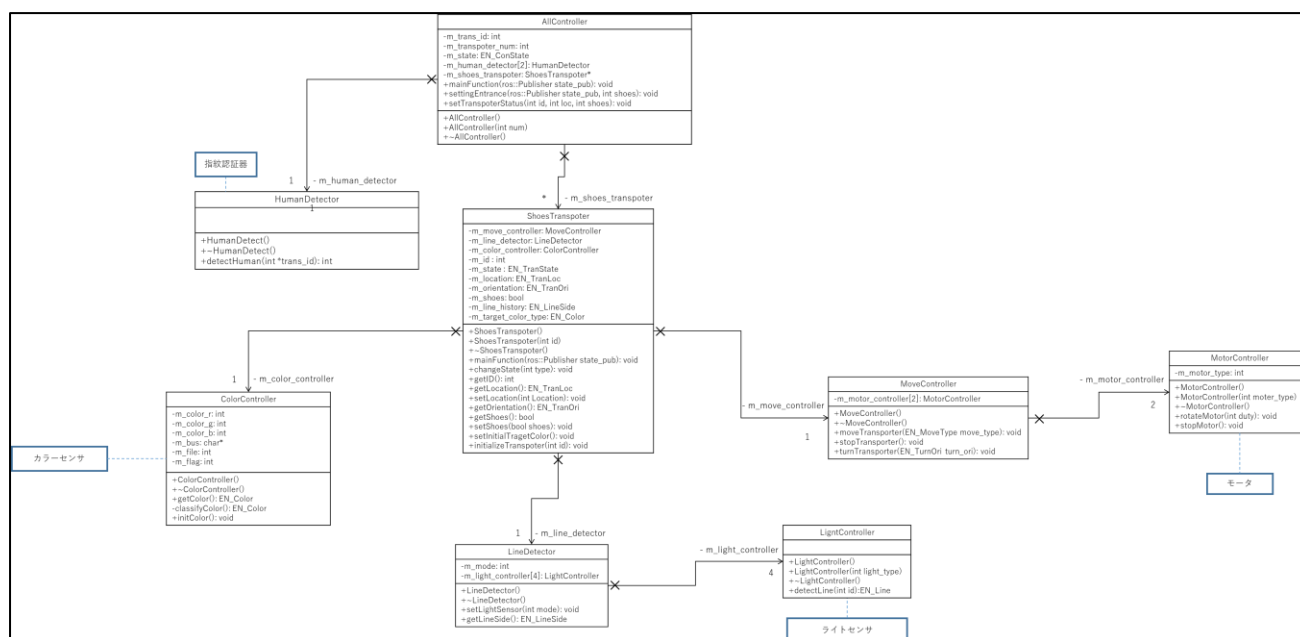 AllController
-m_trans_id: int
-m_transpoter_num: int
-m_state: EN_ConState
-m_human_detector[2]: HumanDetector
-m_shoes_transpoter: ShoesTranspoter*
+mainFunction(ros::Publisher state_pub): void
+settingEntrance(ros::Publisher state_pub, int shoes): void
+setTranspoterStatus(int id, int loc, int shoes): void
+AllController()
+AllController(int num)
+~AllController()
指紋認証器
1
- m_human_detector
HumanDetector
1
+HumanDetect()
+~HumanDetect()
+detectHuman(int *trans_id): int
*
- m_shoes_transpoter
ShoesTranspoter
-m_move_controller: MoveController
-m_line_detector: LineDetector
-m_color_controller: ColorController
-m_id : int
-m_state : EN_TranState
-m_location: EN_TranLoc
-m_orientation: EN_TranOri
-m_shoes: bool
-m_line_history: EN_LineSide
-m_target_color_type: EN_Color
+ShoesTranspoter()
+ShoesTranspoter(int id)
+~ShoesTranspoter()
+mainFunction(ros::Publisher state_pub): void
+changeState(int type): void
+getID(): int
+getLocation(): EN_TranLoc
+setLocation(int Location): void
+getOrientation(): EN_TranOri
+getShoes(): bool
+setShoes(bool shoes): void
+setInitialTragetColor(): void
+initializeTranspoter(int id): void
1
- m_color_controller
ColorController
-m_color_r: int
-m_color_g: int
-m_color_b: int
-m_bus: char*
-m_file: int
-m_flag: int
+ColorController()
+~ColorController()
+getColor(): EN_Color
-classifyColor(): EN_Color
+initColor(): void
カラーセンサ
- m_move_controller
1
MoveController
-m_motor_controller[2]: MotorController
+MoveController()
+~MoveController()
+moveTransporter(EN_MoveType move_type): void
+stopTransporter(): void
+turnTransporter(EN_TurnOri turn_ori): void
- m_motor_controller
2
MotorController
-m_motor_type: int
+MotorController()
+MotorController(int moter_type)
+~MotorController()
+rotateMotor(int duty): void
+stopMotor(): void
モータ
1
- m_line_detector
LineDetector
-m_mode: int
-m_light_controller[4]: LightController
+LineDetector()
+~LineDetector()
+setLightSensor(int mode): void
+getLineSide(): EN_LineSide
- m_light_controller
4
LigntController
+LightController()
+LightController(int light_type)
+~LightController()
+detectLine(int id):EN_Line
ライトセンサ